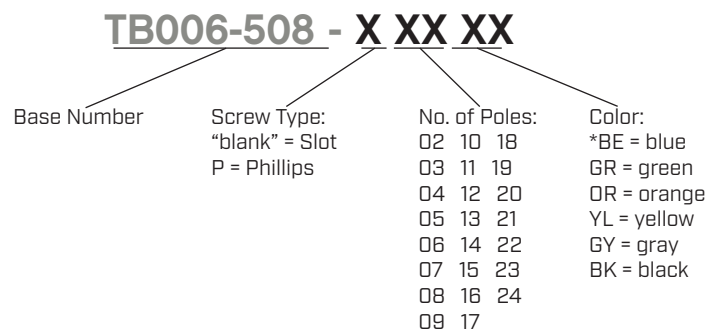 TB006-508 - X XX XX
Base Number
Screw Type:
“blank” = Slot
P = Phillips
No. of Poles:
02 10 18
03 11 19
04 12 20
05 13 21
06 14 22
07 15 23
08 16 24
09 17
Color:
*BE = blue
GR = green
OR = orange
YL = yellow
GY = gray
BK = black